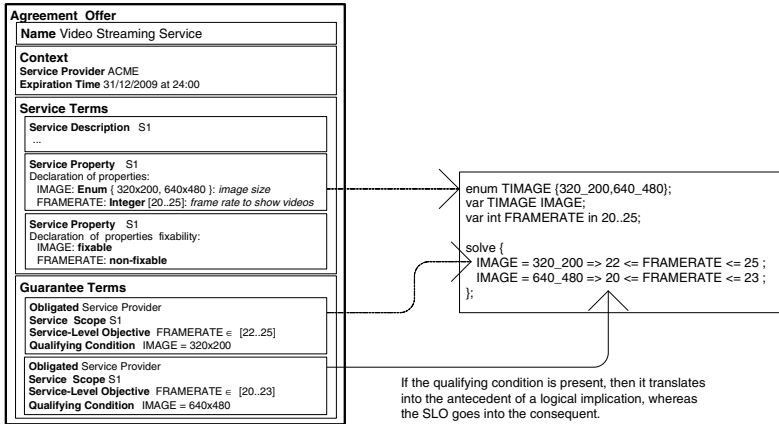 Agreement Offer
Name Video Streaming Service
Context
Service Provider ACME
Expiration Time 31/12/2009 at 24:00
Service Terms
Service Description S1
...
Service Property S1
Declaration of properties:
IMAGE: Enum { 320x200, 640x480 }: image size
FRAMERATE: Integer [20..25]: frame rate to show videos
Service Property S1
Declaration of properties fixability:
IMAGE: fixable
FRAMERATE: non-fixable
Guarantee Terms
Obligated Service Provider
Service Scope S1
Service-Level Objective FRAMERATE ∈ [22..25]
Qualifying Condition IMAGE = 320x200
Obligated Service Provider
Service Scope S1
Service-Level Objective FRAMERATE ∈ [20..23]
Qualifying Condition IMAGE = 640x480
enum TIMAGE {320_200,640_480};
var TIMAGE IMAGE;
var int FRAMERATE in 20..25;
solve {
IMAGE = 320_200 => 22 <= FRAMERATE <= 25 ;
IMAGE = 640_480 => 20 <= FRAMERATE <= 23 ;
};
If the qualifying condition is present, then it translates
into the antecedent of a logical implication, whereas
the SLO goes into the consequent.